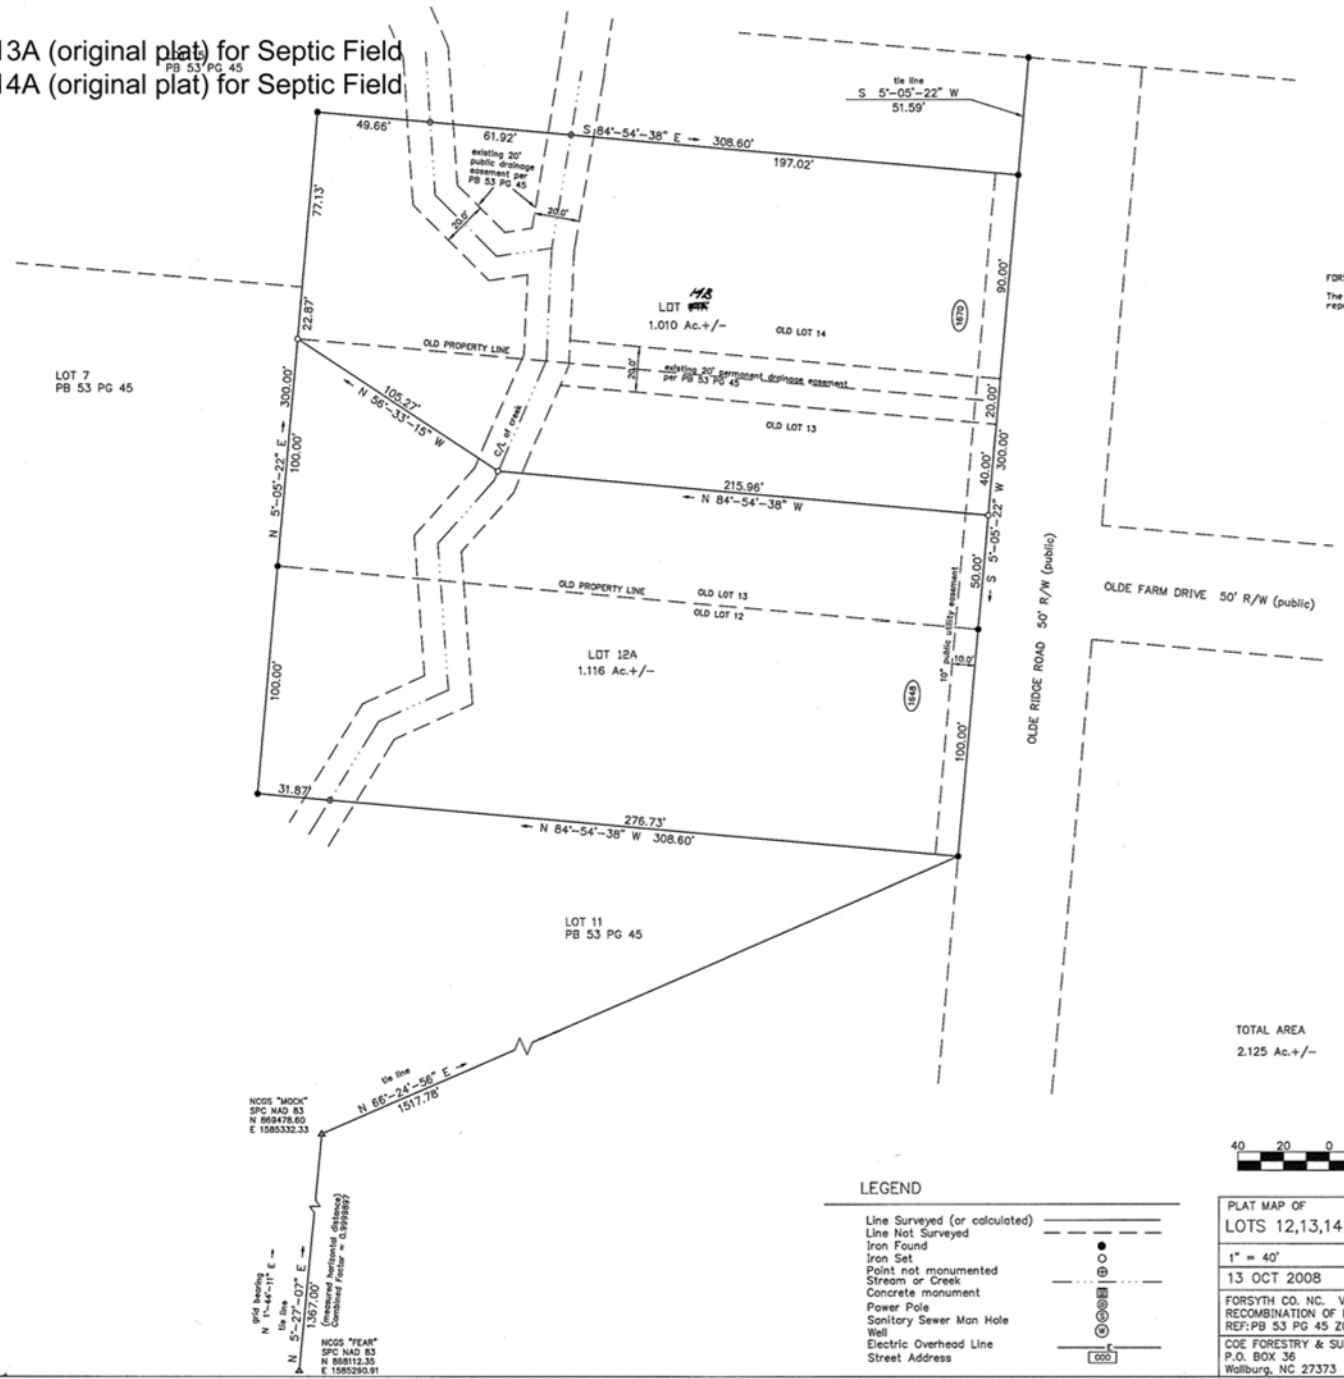 13A (original plat) for Septic Field
PB 53 PG 45
14A (original plat) for Septic Field
tie line
S 5°-05'-22" W
51.59'
49.66'
61.92'
S 84°-54'-38" E → 308.60'
197.02'
existing 20'
public drainage
easement per
PB 53 PG 45
20.0'
20.0'
77.13'
22.87'
90.00'
LOT 14B
1.010 Ac.+/-
OLD LOT 14
1670
OLD PROPERTY LINE
existing 20' permanent drainage easement
per PB 53 PG 45
20.0'
20.00'
LOT 7
PB 53 PG 45
105.27'
← N 56°-33'-15" W
c/L of creek
OLD LOT 13
N 5°-05'-22" E → 300.00'
100.00'
215.96'
← N 84°-54'-38" W
40.00'
← S 5°-05'-22" W 300.00'
50.00'
OLD PROPERTY LINE
OLD LOT 13
OLD LOT 12
10' public utility easement
10.0'
OLDE RIDGE ROAD 50' R/W (public)
OLDE FARM DRIVE 50' R/W (public)
LOT 12A
1.116 Ac.+/-
1648
100.00'
100.00'
31.87'
276.73'
← N 84°-54'-38" W 308.60'
LOT 11
PB 53 PG 45
TOTAL AREA
2.125 Ac.+/-
tie line
N 66°-24'-56" E →
1517.78'
NCGS "MOCK"
SPC NAD 83
N 869478.60
E 1585332.33
grid bearing
N 1°-44'-11" E →
tie line
N 5°-27'-07" E →
1367.00'
(measured horizontal distance)
Combined Factor = 0.9999897
NCGS "FEAR"
SPC NAD 83
N 868112.35
E 1585290.91
LEGEND
Line Surveyed (or calculated)
Line Not Surveyed
Iron Found
Iron Set
Point not monumented
Stream or Creek
Concrete monument
Power Pole
Sanitory Sewer Man Hole
Well
Electric Overhead Line
Street Address
E
000
40 20 0
PLAT MAP OF
LOTS 12,13,14
1" = 40'
13 OCT 2008
FORSYTH CO. NC.
RECOMBINATION OF
REF:PB 53 PG 45
COE FORESTRY & SU
P.O. BOX 36
Wallburg, NC 27373